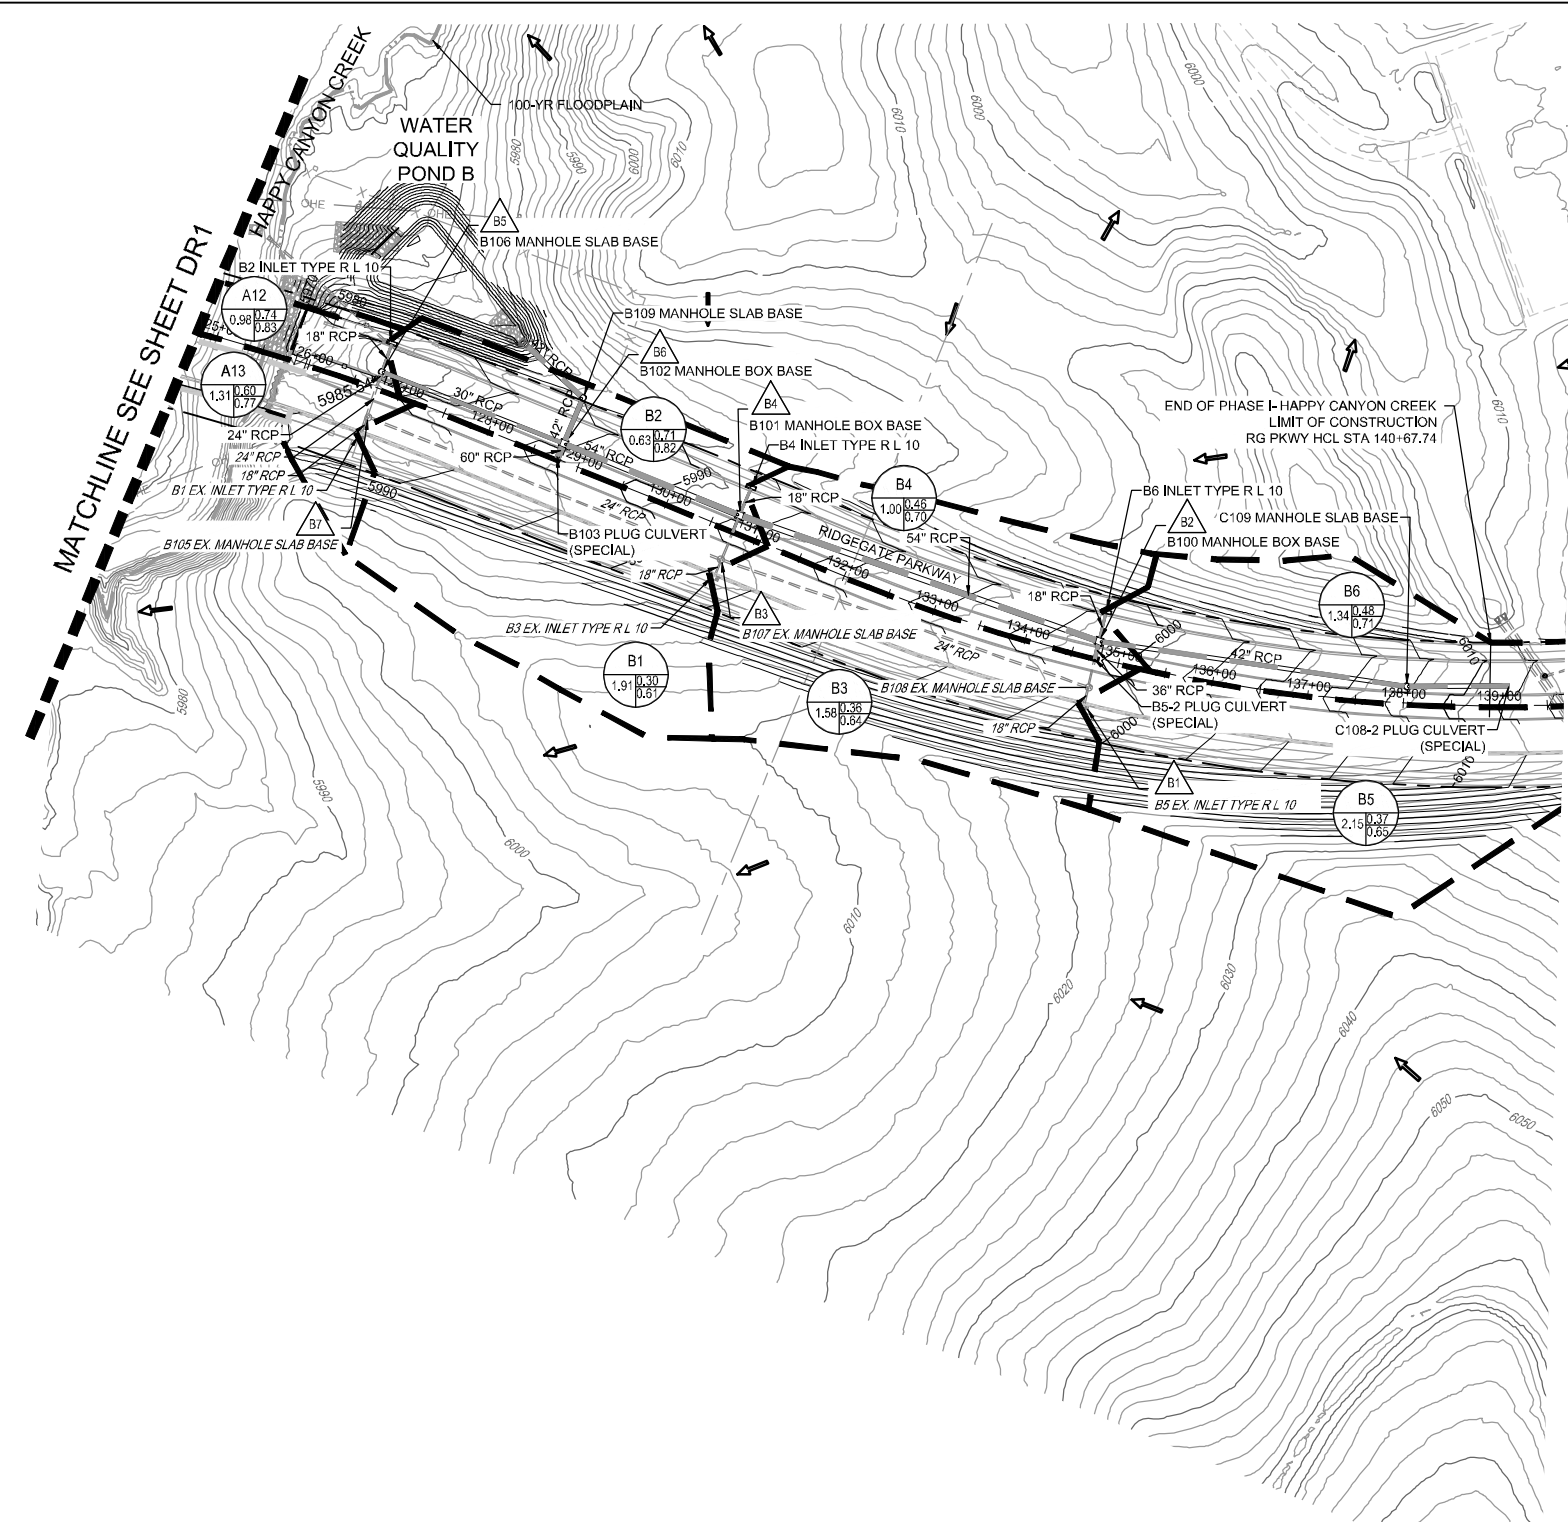 MATCHLINE SEE SHEET DR1
HAPPY CANYON CREEK
100-YR FLOODPLAIN
WATER
QUALITY
POND B
5980
5990
6000
6010
6010
6000
6000
6010
OHE
OHE
B5
B106 MANHOLE SLAB BASE
B2 INLET TYPE R L 10
A12
0.98
0.74
0.83
5980
18" RCP
26+00
A13
1.31
0.60
0.77
B109 MANHOLE SLAB BASE
B6
B102 MANHOLE BOX BASE
42" RCP
30" RCP
128+00
129+00
54" RCP
60" RCP
B2
0.63
0.71
0.82
B4
B101 MANHOLE BOX BASE
B4 INLET TYPE R L 10
24" RCP
24" RCP
18" RCP
B1 EX. INLET TYPE R L 10
B7
B105 EX. MANHOLE SLAB BASE
5990
5990
130+00
24" RCP
18" RCP
B4
1.00
0.46
0.70
54" RCP
B103 PLUG CULVERT
(SPECIAL)
RIDGEGATE PARKWAY
132+00
133+00
134+00
18" RCP
B3 EX. INLET TYPE R L 10
B3
B107 EX. MANHOLE SLAB BASE
24" RCP
END OF PHASE I - HAPPY CANYON CREEK
LIMIT OF CONSTRUCTION
RG PKWY HCL STA 140+67.74
B6 INLET TYPE R L 10
B2
B100 MANHOLE BOX BASE
C109 MANHOLE SLAB BASE
18" RCP
B6
1.34
0.48
0.71
6000
6010
42" RCP
136+00
137+00
138+00
139+00
36" RCP
B5-2 PLUG CULVERT
(SPECIAL)
C108-2 PLUG CULVERT
(SPECIAL)
B1
1.91
0.30
0.61
B3
1.58
0.36
0.64
B108 EX. MANHOLE SLAB BASE
18" RCP
6000
B1
B5 EX. INLET TYPE R L 10
B5
2.15
0.37
0.65
6010
5980
5990
6000
6010
6020
6030
6040
6050
6050